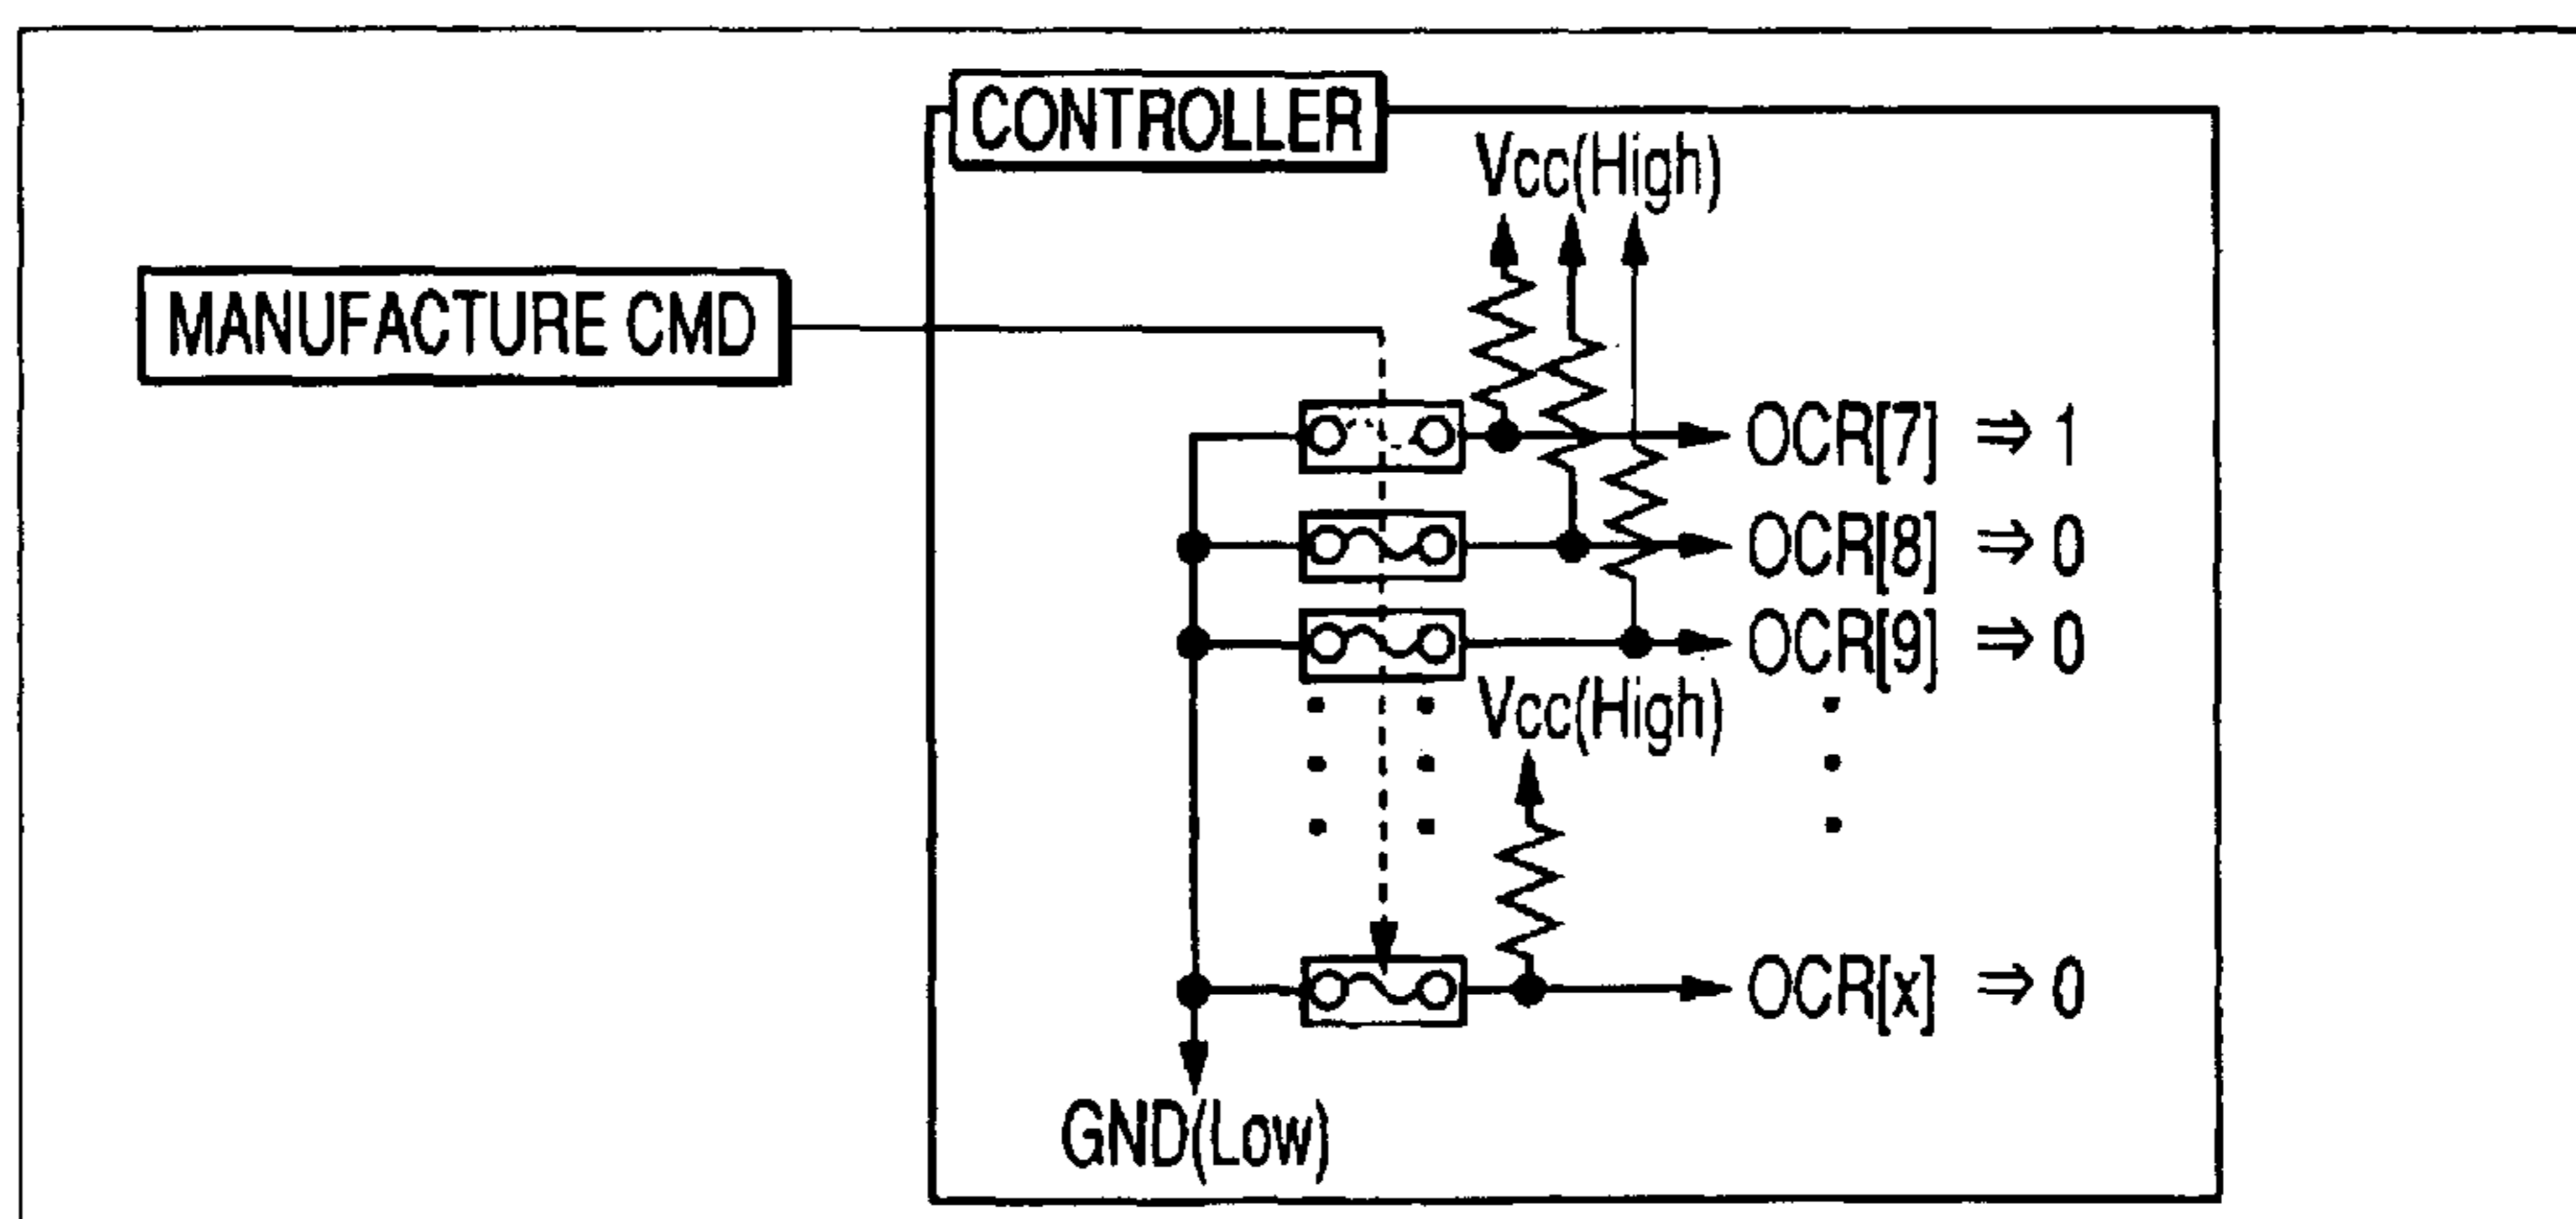 CONTROLLER
Vcc(High)
MANUFACTURE CMD
OCR[7] ⇒ 1
OCR[8] ⇒ 0
OCR[9] ⇒ 0
Vcc(High)
OCR[x] ⇒ 0
GND(Low)